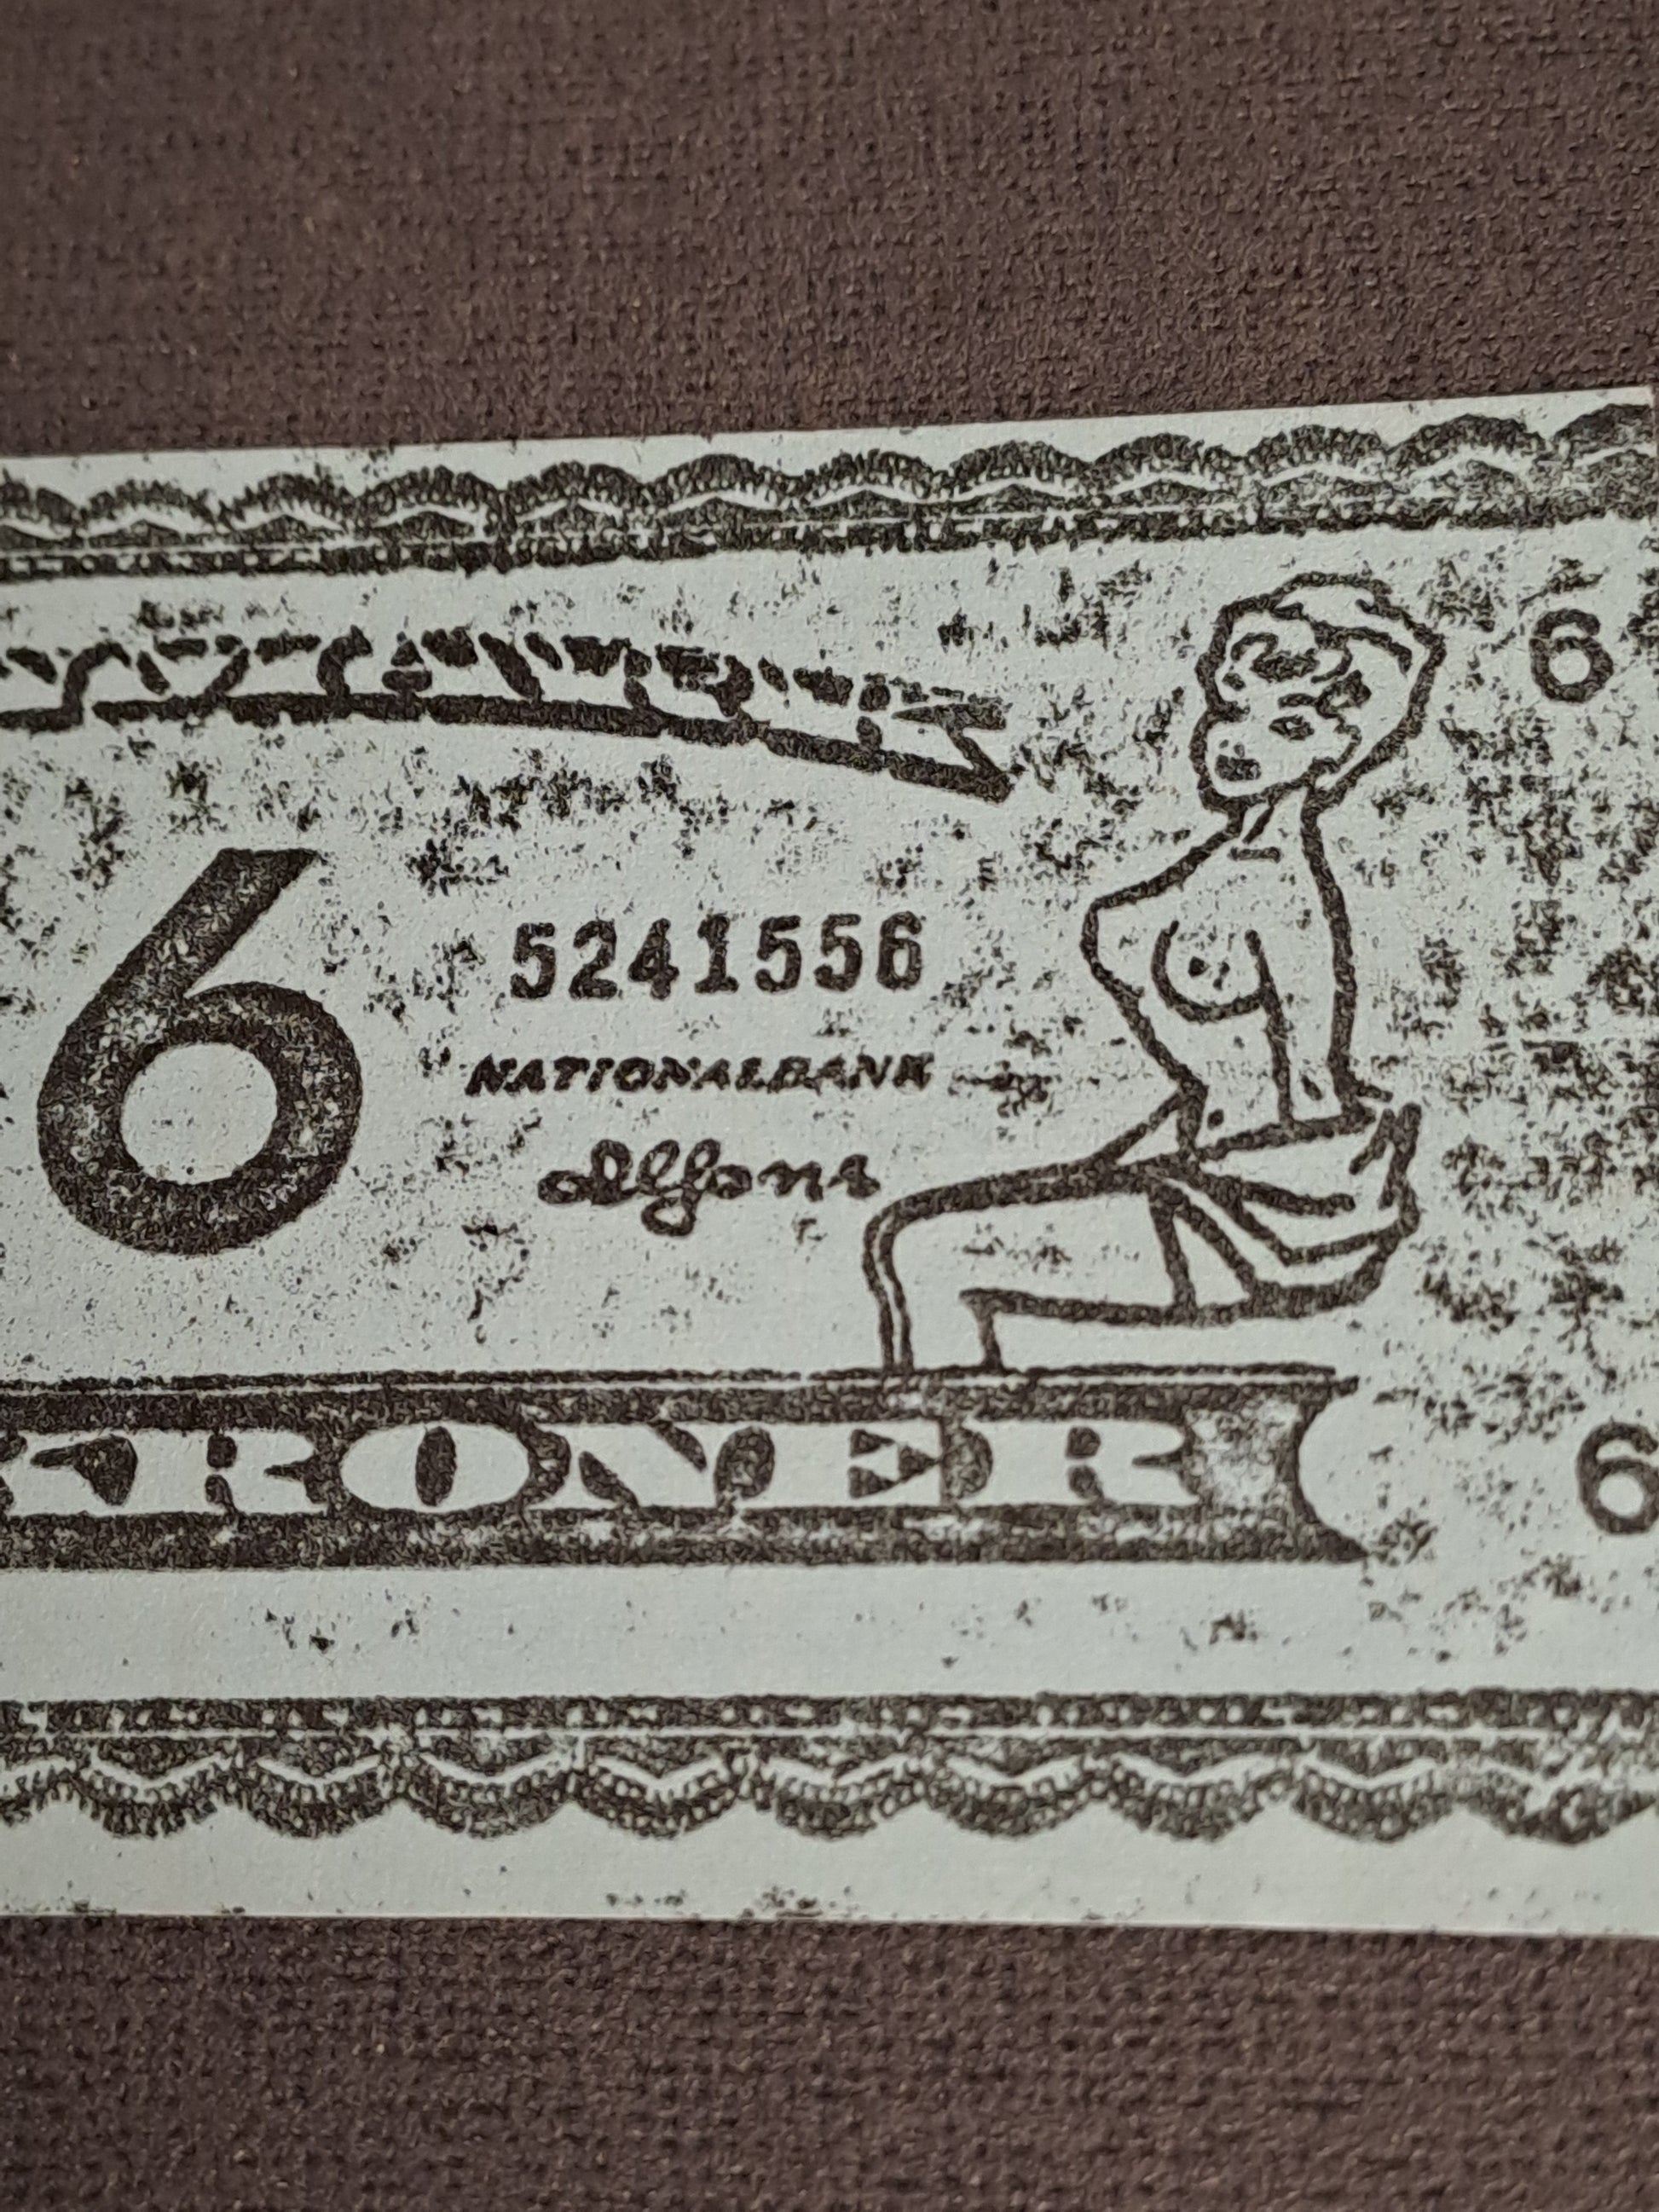 6
6 5241556
NATIONALBANK
Alfons
KRONER
6